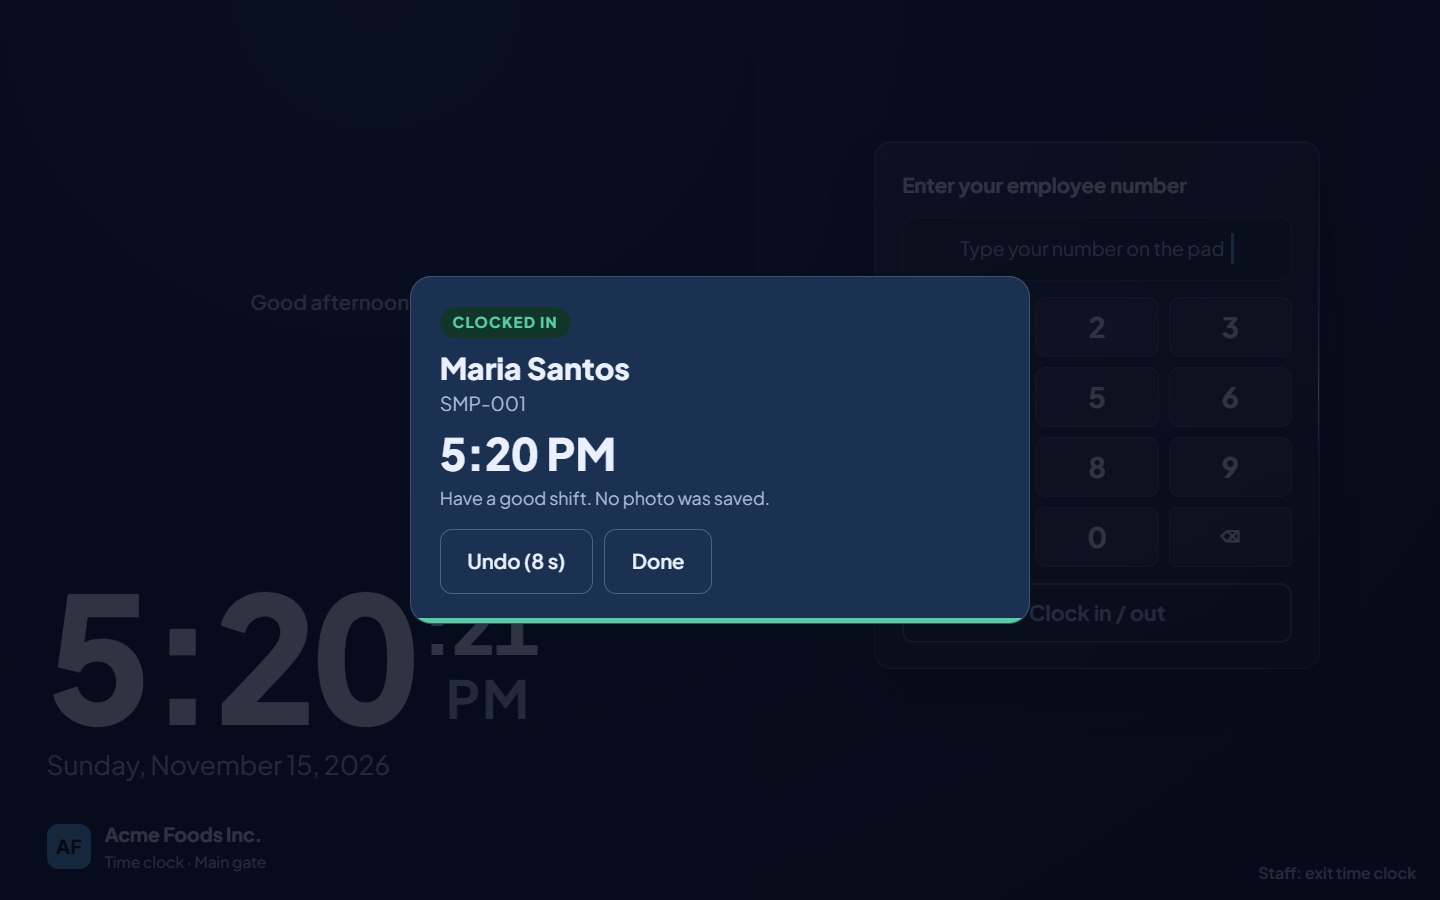 Good afternoon
5:20
:21
PM
Sunday, November 15, 2026
AF
Acme Foods Inc.
Time clock · Main gate
CLOCKED IN
Maria Santos
SMP-001
5:20 PM
Have a good shift. No photo was saved.
Undo (8 s)
Done
Enter your employee number
Type your number on the pad
2
3
5
6
8
9
0
⌫
Clock in / out
Staff: exit time clock